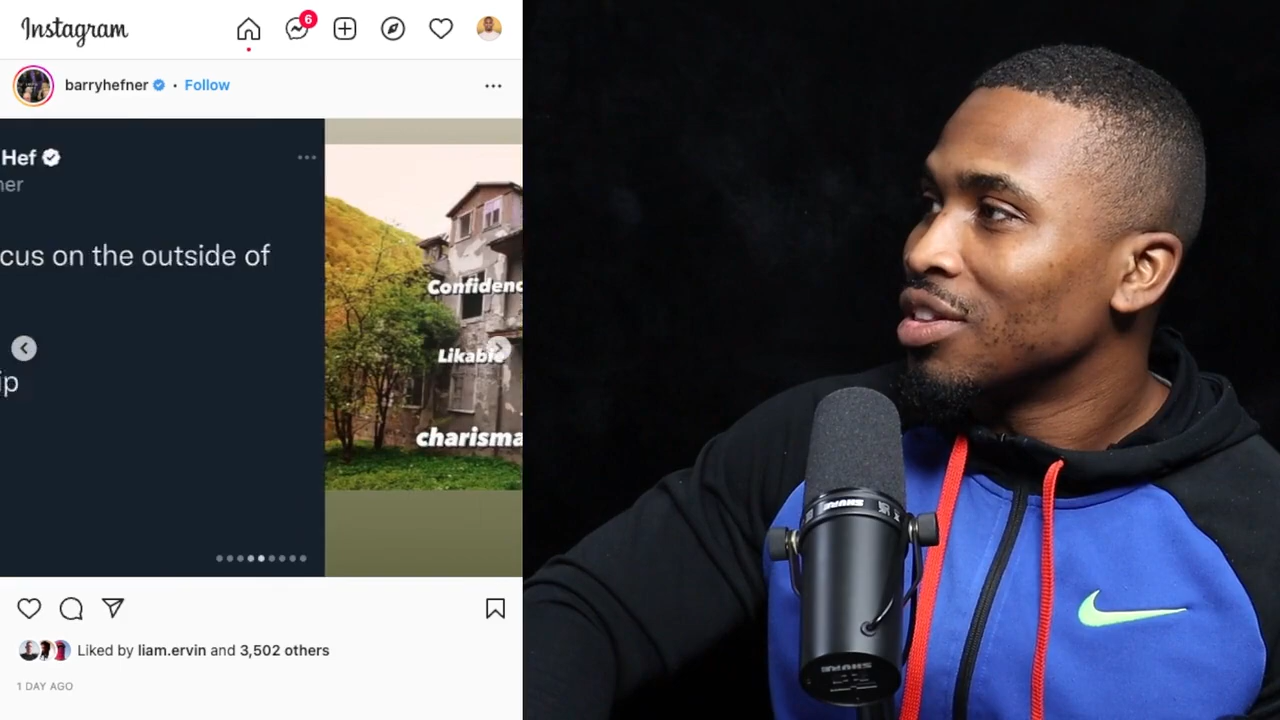 Instagram
6
barryhefner • Follow
Hef
ner
cus on the outside of
ip
Confidenc
Likable
charisma
Liked by liam.ervin and 3,502 others
1 DAY AGO
SHURE